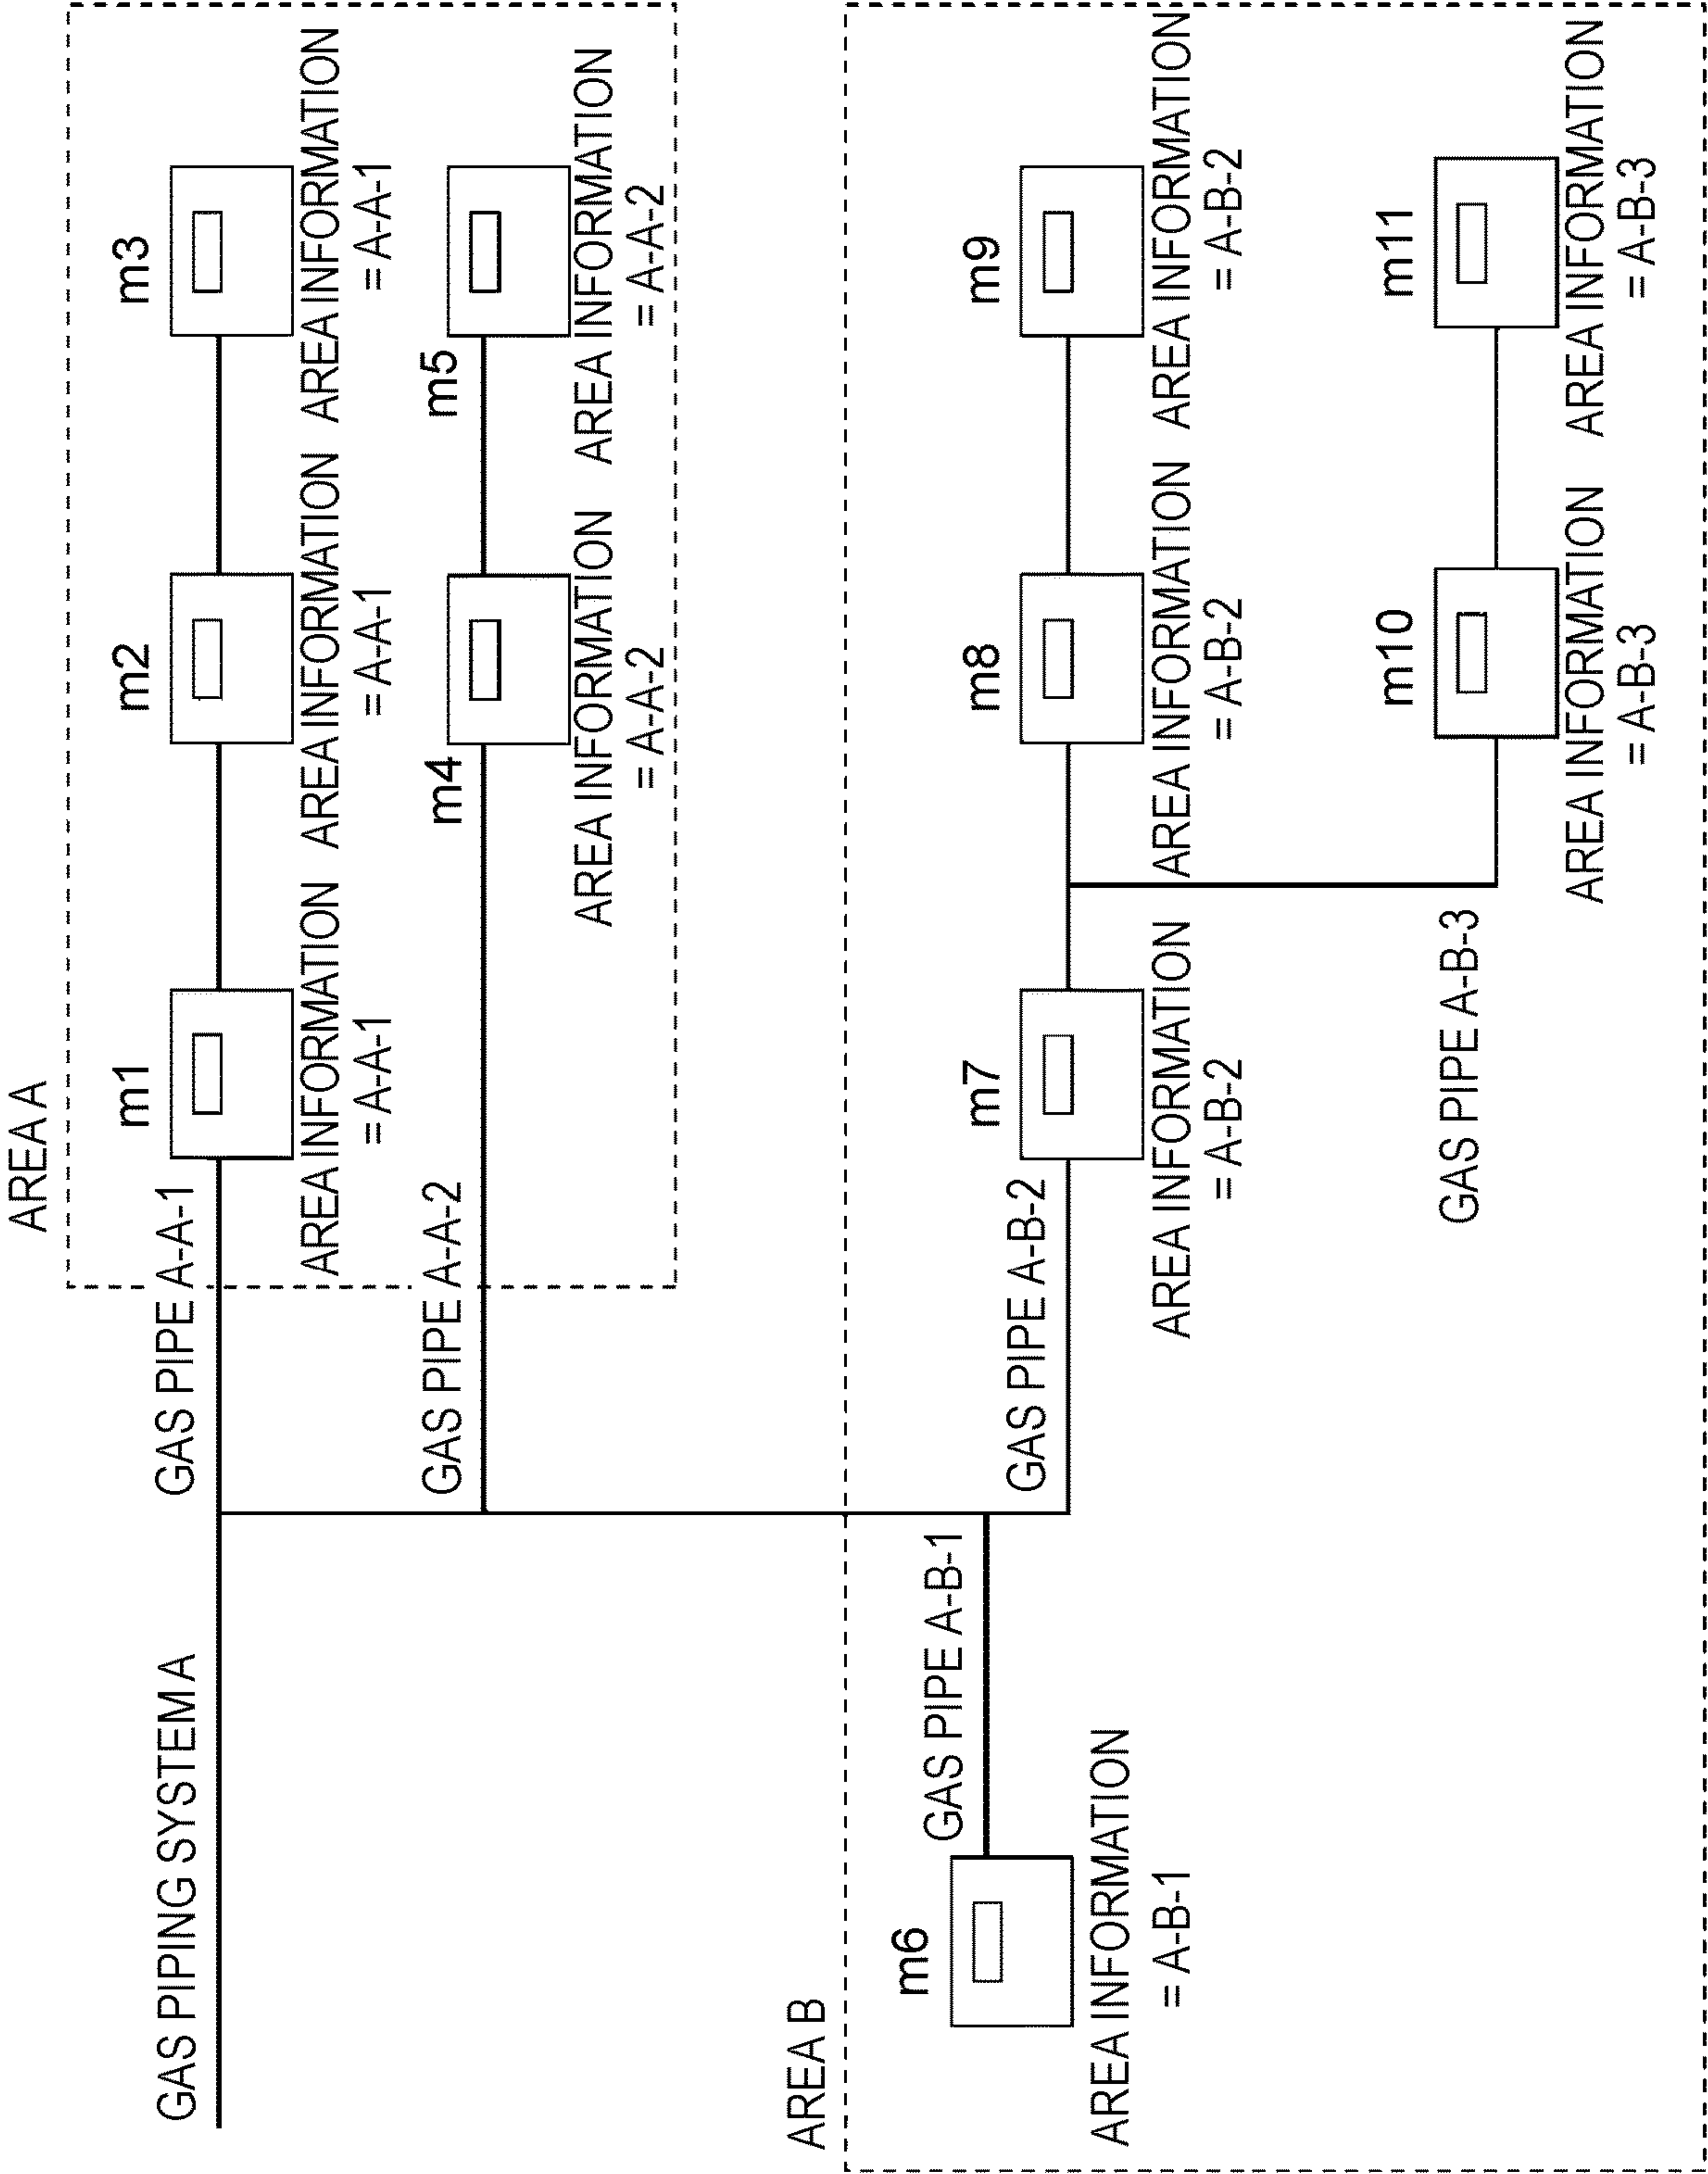 AREA A
GAS PIPING SYSTEM A
GAS PIPE A-A-1
m1
m2
m3
AREA INFORMATION
= A-A-1
AREA INFORMATION
= A-A-1
AREA INFORMATION
= A-A-1
GAS PIPE A-A-2
m4
m5
AREA INFORMATION
= A-A-2
AREA INFORMATION
= A-A-2
AREA B
m6
GAS PIPE A-B-1
AREA INFORMATION
= A-B-1
GAS PIPE A-B-2
m7
m8
m9
AREA INFORMATION
= A-B-2
AREA INFORMATION
= A-B-2
AREA INFORMATION
= A-B-2
GAS PIPE A-B-3
m10
m11
AREA INFORMATION
= A-B-3
AREA INFORMATION
= A-B-3